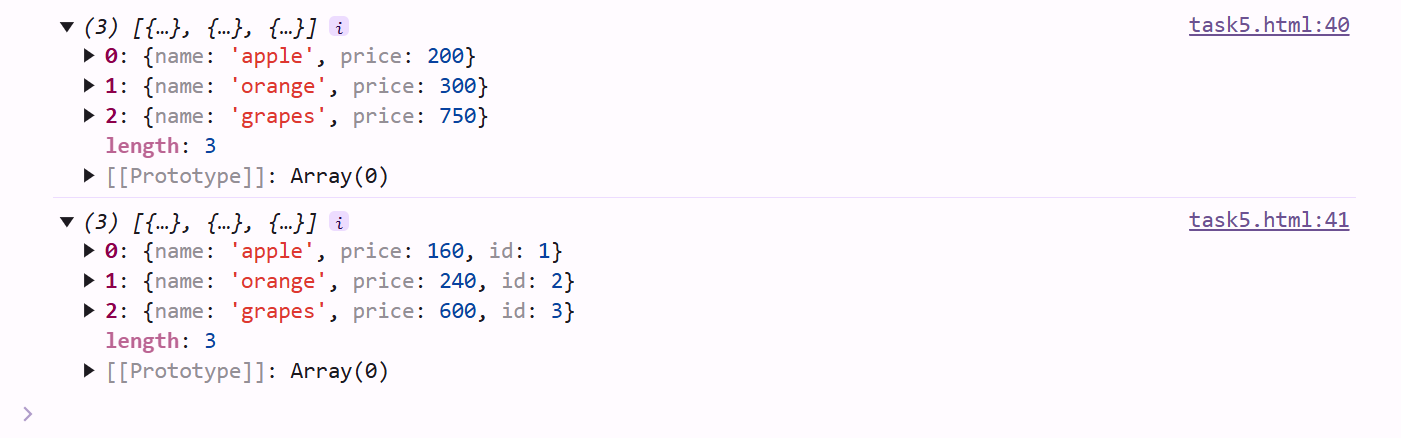 (3) [{…}, {…}, {…}] i task5.html:40
0: {name: 'apple', price: 200}
1: {name: 'orange', price: 300}
2: {name: 'grapes', price: 750}
length: 3
[[Prototype]]: Array(0)
(3) [{…}, {…}, {…}] i task5.html:41
0: {name: 'apple', price: 160, id: 1}
1: {name: 'orange', price: 240, id: 2}
2: {name: 'grapes', price: 600, id: 3}
length: 3
[[Prototype]]: Array(0)